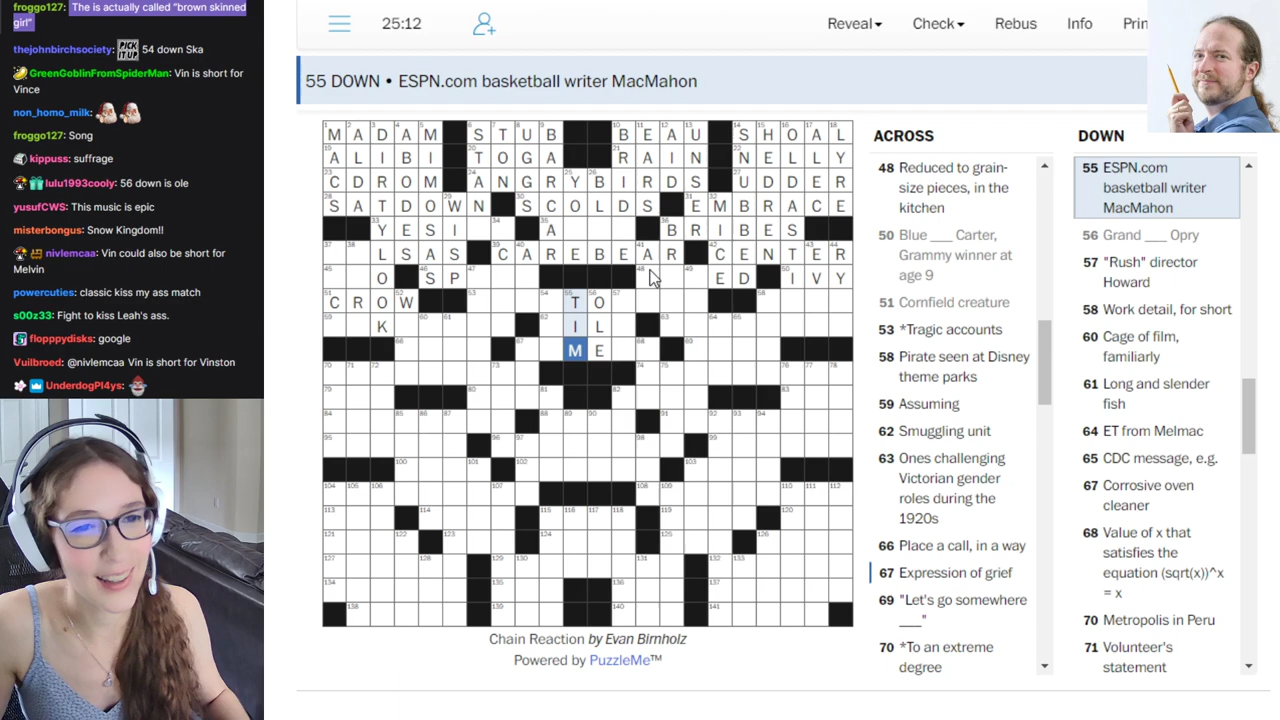 froggo127: The is actually called "brown skinned
girl"
thejohnbirchsociety: PICK IT UP 54 down Ska
GreenGoblinFromSpiderMan: Vin is short for
Vince
non_homo_milk:
froggo127: Song
kippuss: suffrage
lulu1993cooly: 56 down is ole
yusufCWS: This music is epic
misterbongus: Snow Kingdom!!
nivlemcaa: Vin could also be short for
Melvin
powercuties: classic kiss my ass match
s00z33: Fight to kiss Leah's ass.
floppydisks: google
Vuilbroed: @nivlemcaa Vin is short for Vinston
UnderdogPl4ys:
25:12
Reveal
Check
Rebus
Info
Prin
55 DOWN • ESPN.com basketball writer MacMahon
M A D A M S T U B B E A U S H O A L
A L I B I T O G A R A I N N E L L Y
C D R O M A N G R Y B I R D S U D D E R
S A T D O W N S C O L D S E M B R A C E
Y E S I A B R I B E S
L S A S C A R E B E A R C E N T E R
O S P E D I V Y
C R O W T O
K I L
M E
Chain Reaction by Evan Birnholz
Powered by PuzzleMe™
ACROSS
48 Reduced to grain-
size pieces, in the
kitchen
50 Blue ___ Carter,
Grammy winner at
age 9
51 Cornfield creature
53 *Tragic accounts
58 Pirate seen at Disney
theme parks
59 Assuming
62 Smuggling unit
63 Ones challenging
Victorian gender
roles during the
1920s
66 Place a call, in a way
67 Expression of grief
69 "Let's go somewhere
___"
70 *To an extreme
degree
DOWN
55 ESPN.com
basketball writer
MacMahon
56 Grand ___ Opry
57 "Rush" director
Howard
58 Work detail, for short
60 Cage of film,
familiarly
61 Long and slender
fish
64 ET from Melmac
65 CDC message, e.g.
67 Corrosive oven
cleaner
68 Value of x that
satisfies the
equation (sqrt(x))^x
= x
70 Metropolis in Peru
71 Volunteer's
statement